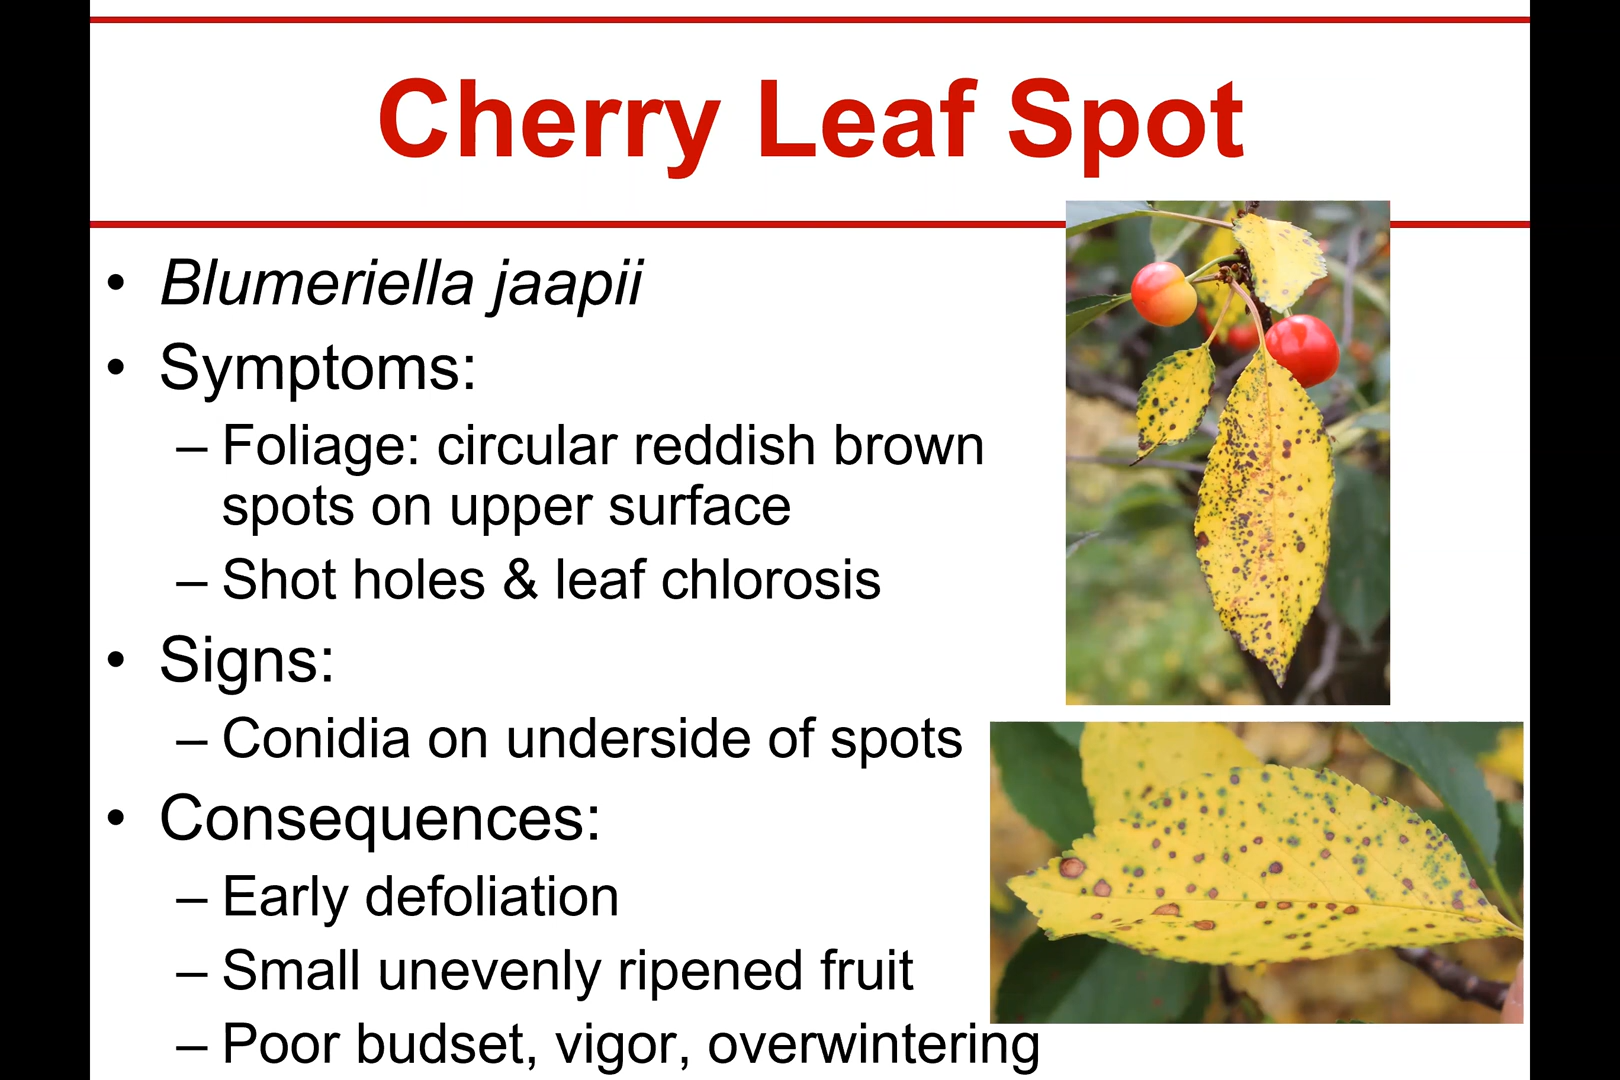 Cherry Leaf Spot
• Blumeriella jaapii
• Symptoms:
– Foliage: circular reddish brown
spots on upper surface
– Shot holes & leaf chlorosis
• Signs:
– Conidia on underside of spots
• Consequences:
– Early defoliation
– Small unevenly ripened fruit
– Poor budset, vigor, overwintering